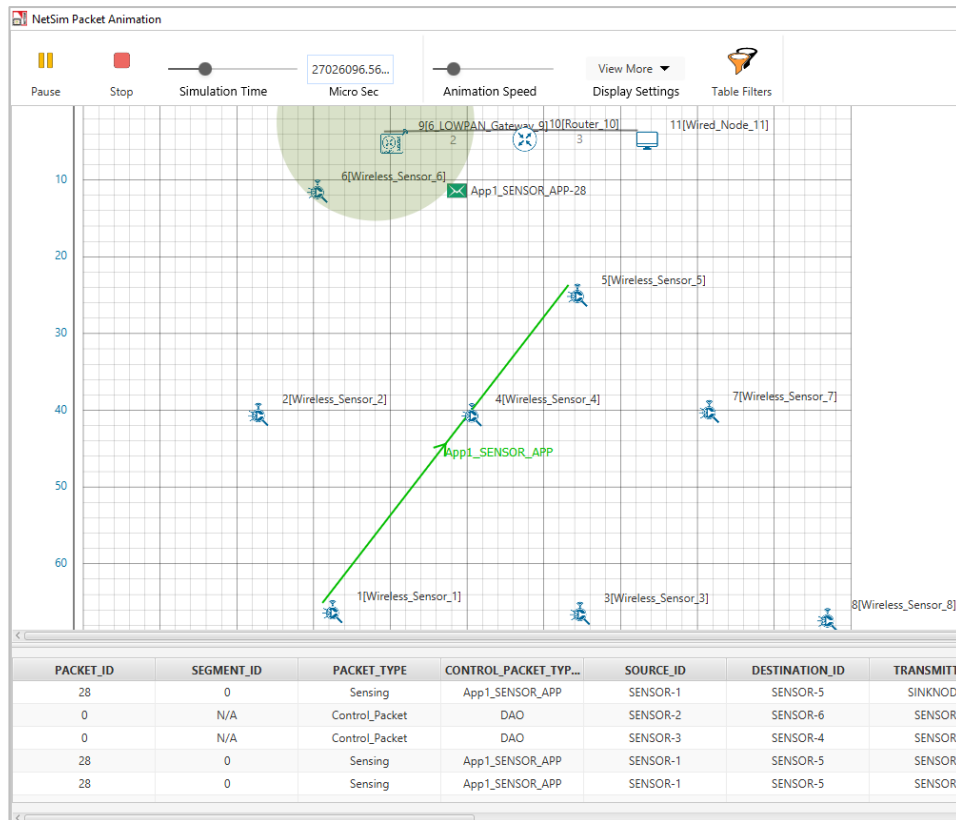 NetSim Packet Animation
27026096.56...
View More
Pause Stop Simulation Time Micro Sec Animation Speed Display Settings Table Filters
9[6_LOWPAN_Gateway_9] 10[Router_10] 11[Wired_Node_11]
2 3
10
6[Wireless_Sensor_6]
App1_SENSOR_APP-28
20
5[Wireless_Sensor_5]
30
2[Wireless_Sensor_2] 4[Wireless_Sensor_4] 7[Wireless_Sensor_7]
40
App1_SENSOR_APP
50
60
1[Wireless_Sensor_1] 3[Wireless_Sensor_3] 8[Wireless_Sensor_8]
PACKET_ID SEGMENT_ID PACKET_TYPE CONTROL_PACKET_TYP... SOURCE_ID DESTINATION_ID TRANSMITT
28 0 Sensing App1_SENSOR_APP SENSOR-1 SENSOR-5 SINKNOD
0 N/A Control_Packet DAO SENSOR-2 SENSOR-6 SENSOR
0 N/A Control_Packet DAO SENSOR-3 SENSOR-4 SENSOR
28 0 Sensing App1_SENSOR_APP SENSOR-1 SENSOR-5 SENSOR
28 0 Sensing App1_SENSOR_APP SENSOR-1 SENSOR-5 SENSOR